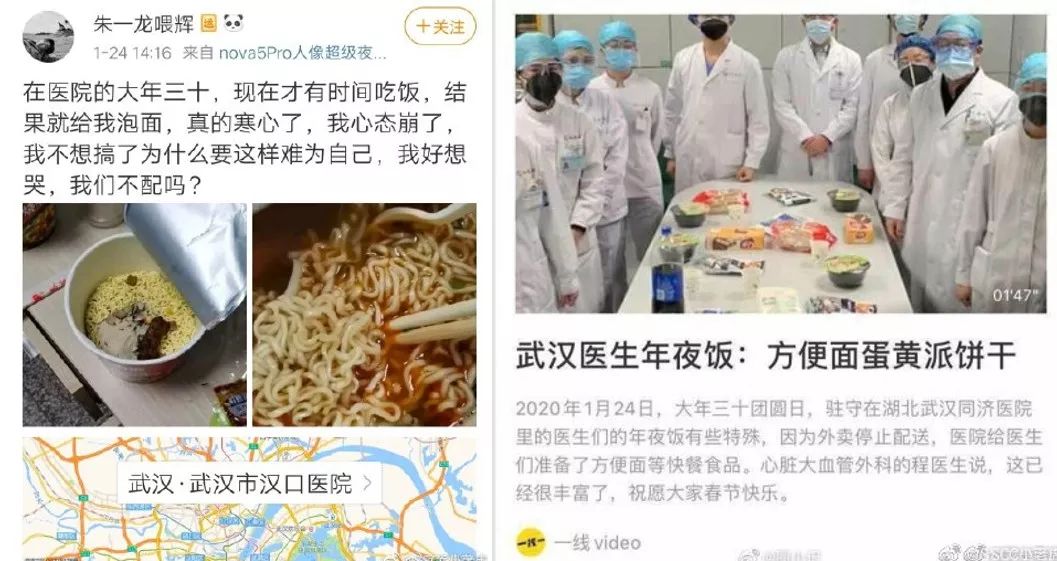 朱一龙喂辉
+关注
1-24 14:16 来自 nova5Pro人像超级夜...
在医院的大年三十，现在才有时间吃饭，结
果就给我泡面，真的寒心了，我心态崩了，
我不想搞了为什么要这样难为自己，我好想
哭，我们不配吗？
武汉·武汉市汉口医院
01'47"
武汉医生年夜饭：方便面蛋黄派饼干
2020年1月24日，大年三十团圆日，驻守在湖北武汉同济医院
里的医生们的年夜饭有些特殊，因为外卖停止配送，医院给医生
们准备了方便面等快餐食品。心脏大血管外科的程医生说，这已
经很丰富了，祝愿大家春节快乐。
一线 video